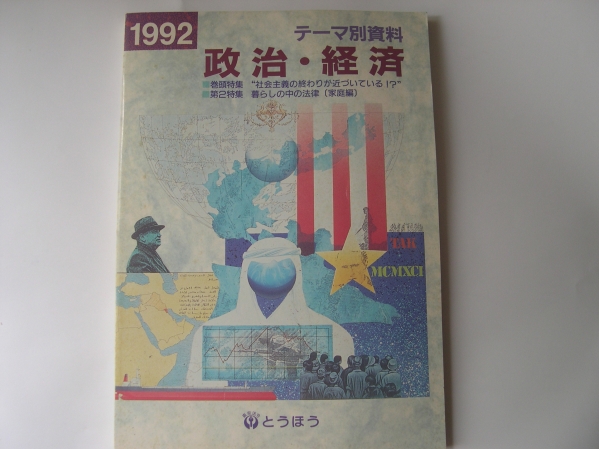 1992
テーマ別資料
政治・経済
巻頭特集 “社会主義の終わりが近づいている!?”
第2特集 暮らしの中の法律〔家庭編〕
TAR
MCMXCI
とうほう